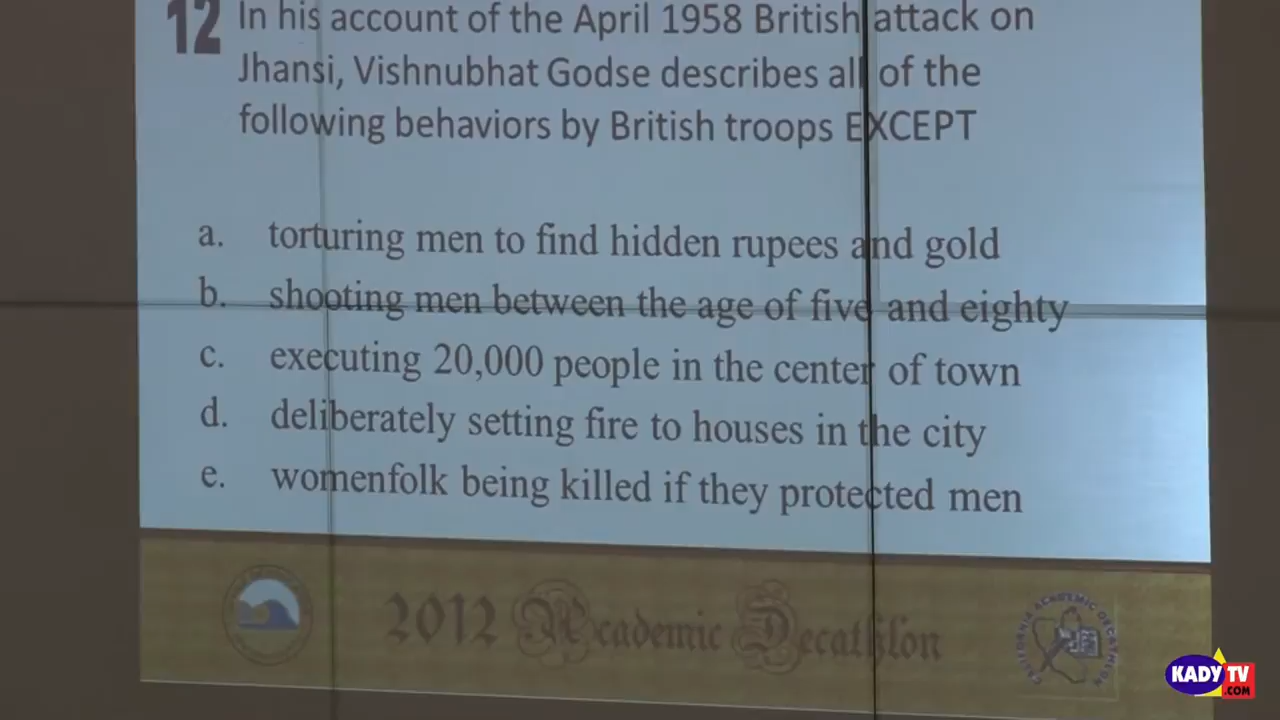 12 In his account of the April 1958 British attack on
Jhansi, Vishnubhat Godse describes all of the
following behaviors by British troops EXCEPT
a. torturing men to find hidden rupees and gold
b. shooting men between the age of five and eighty
c. executing 20,000 people in the center of town
d. deliberately setting fire to houses in the city
e. womenfolk being killed if they protected men
2012 Academic Decathlon
CALIFORNIA ACADEMIC DECATHLON
KADY TV
.COM